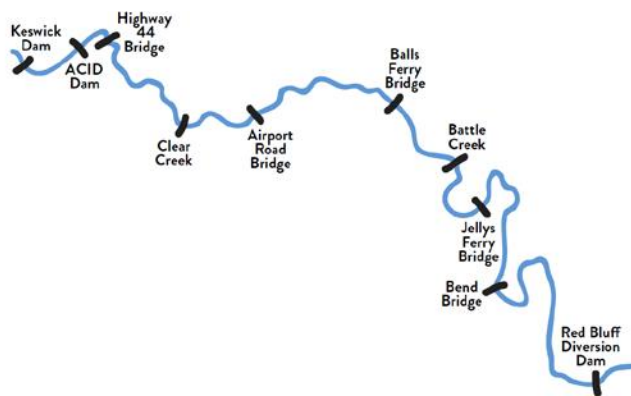 Keswick
Dam
ACID
Dam
Highway
44
Bridge
Clear
Creek
Airport
Road
Bridge
Balls
Ferry
Bridge
Battle
Creek
Jellys
Ferry
Bridge
Bend
Bridge
Red Bluff
Diversion
Dam